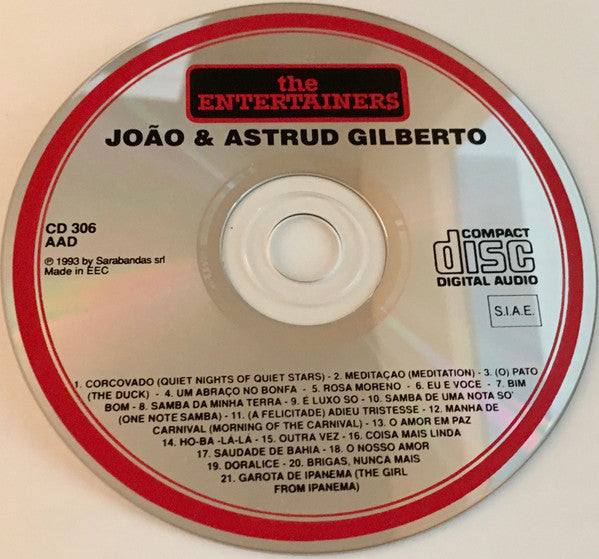 the
ENTERTAINERS
JOÃO & ASTRUD GILBERTO
CD 306
AAD
℗ 1993 by Sarabandas srl
Made in EEC
COMPACT
disc
DIGITAL AUDIO
S.I.A.E.
1. CORCOVADO (QUIET NIGHTS OF QUIET STARS) - 2. MEDITAÇAO (MEDITATION) - 3. (O) PATO
(THE DUCK) - 4. UM ABRAÇO NO BONFA - 5. ROSA MORENO - 6. EU E VOCE - 7. BIM
BOM - 8. SAMBA DA MINHA TERRA - 9. E LUXO SO - 10. SAMBA DE UMA NOTA SO'
(ONE NOTE SAMBA) - 11. (A FELICITADE) ADIEU TRISTESSE - 12. MANHA DE
CARNIVAL (MORNING OF THE CARNIVAL) - 13. O AMOR EM PAZ
14. HO-BA -LA-LA - 15. OUTRA VEZ - 16. COISA MAIS LINDA
17. SAUDADE DE BAHIA - 18. O NOSSO AMOR
19. DORALICE - 20. BRIGAS, NUNCA MAIS
21. GAROTA DE IPANEMA (THE GIRL
FROM IPANEMA)